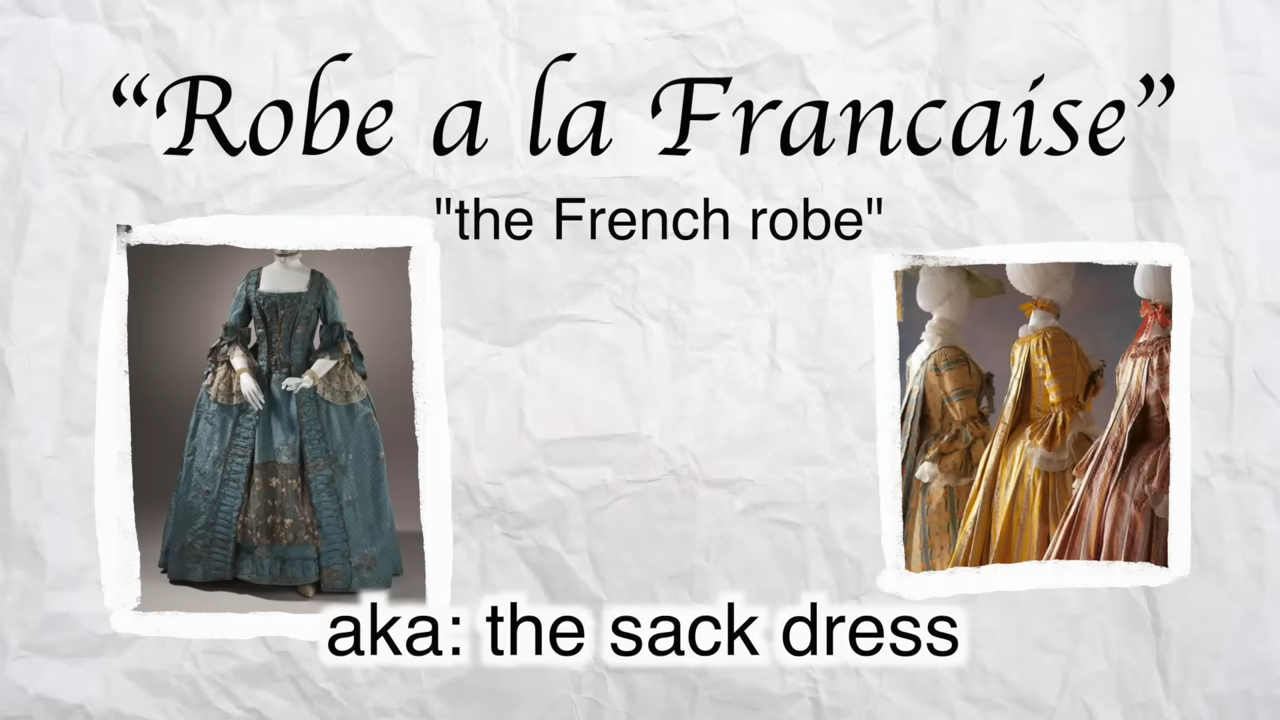 “Robe a la Francaise”
"the French robe"
aka: the sack dress